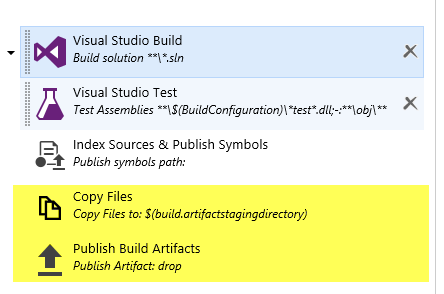 Visual Studio Build
Build solution **\*.sln
Visual Studio Test
Test Assemblies **\$(BuildConfiguration)\*test*.dll;-:**\obj\**
Index Sources & Publish Symbols
Publish symbols path:
Copy Files
Copy Files to: $(build.artifactstagingdirectory)
Publish Build Artifacts
Publish Artifact: drop